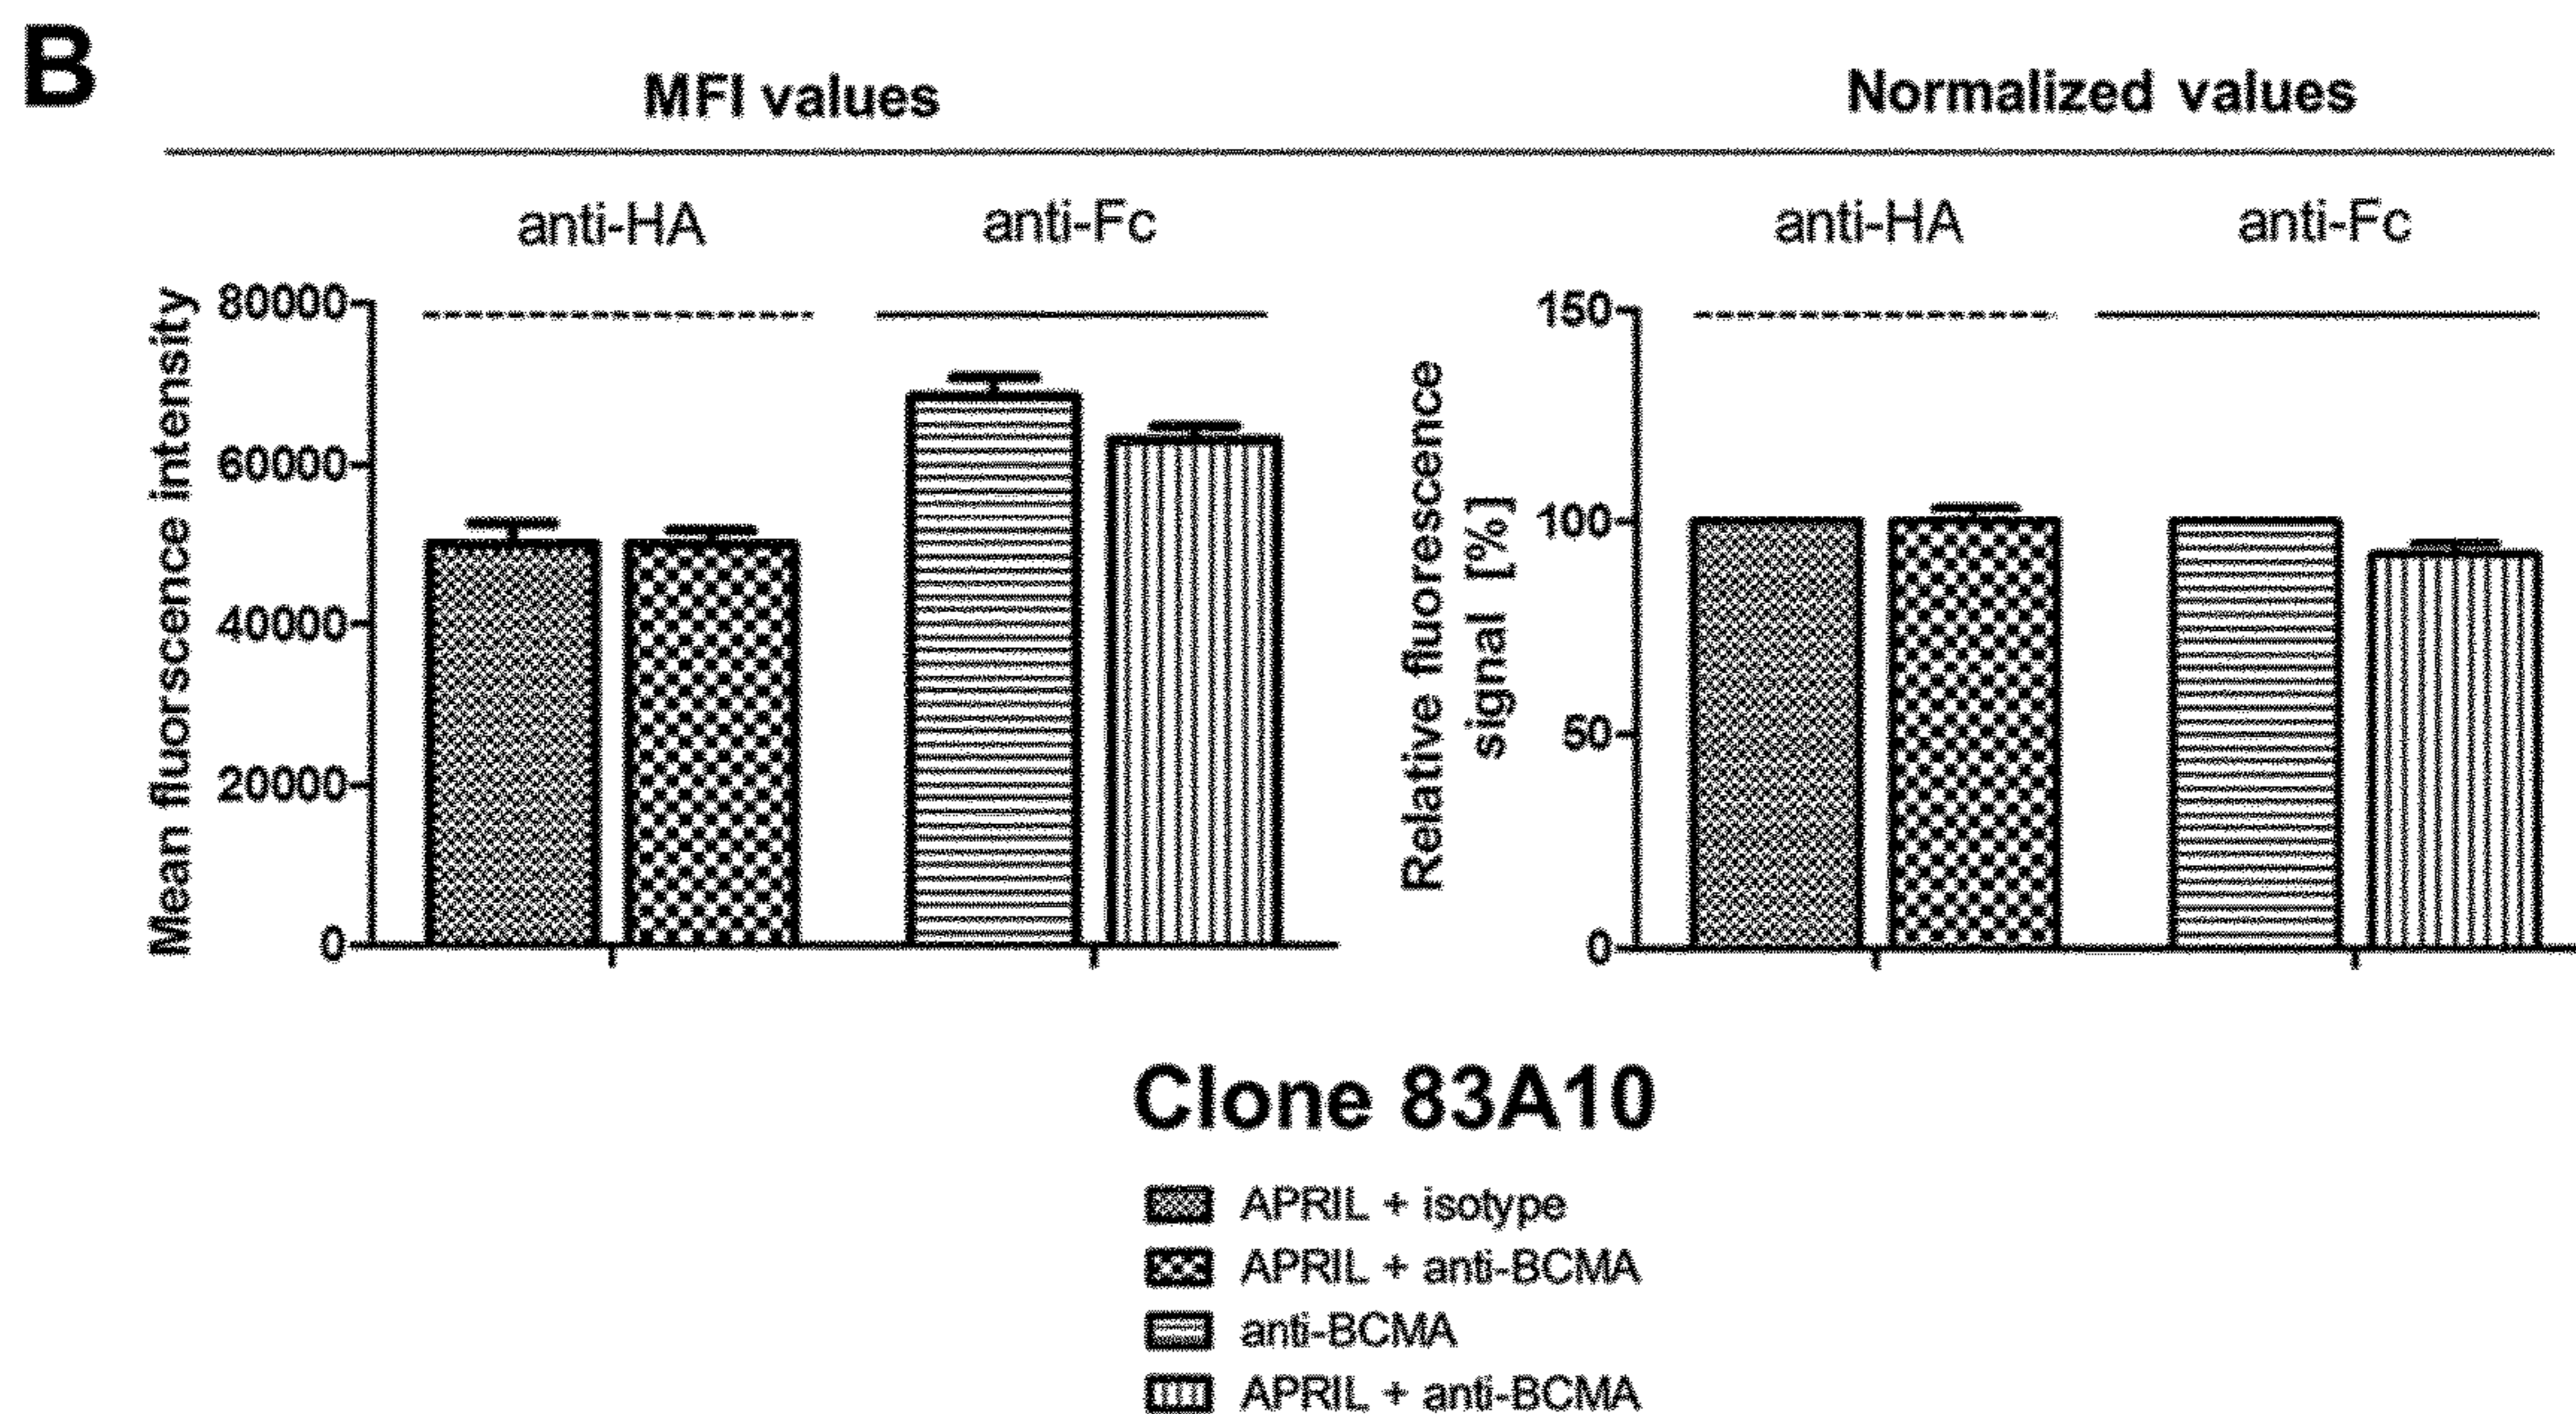 B
MFI values
Normalized values
anti-HA
anti-Fc
anti-HA
anti-Fc
Mean fluorscence intensity
80000
60000
40000
20000
0
Relative fluorescence
signal [%]
150
100
50
0
Clone 83A10
APRIL + isotype
APRIL + anti-BCMA
anti-BCMA
APRIL + anti-BCMA